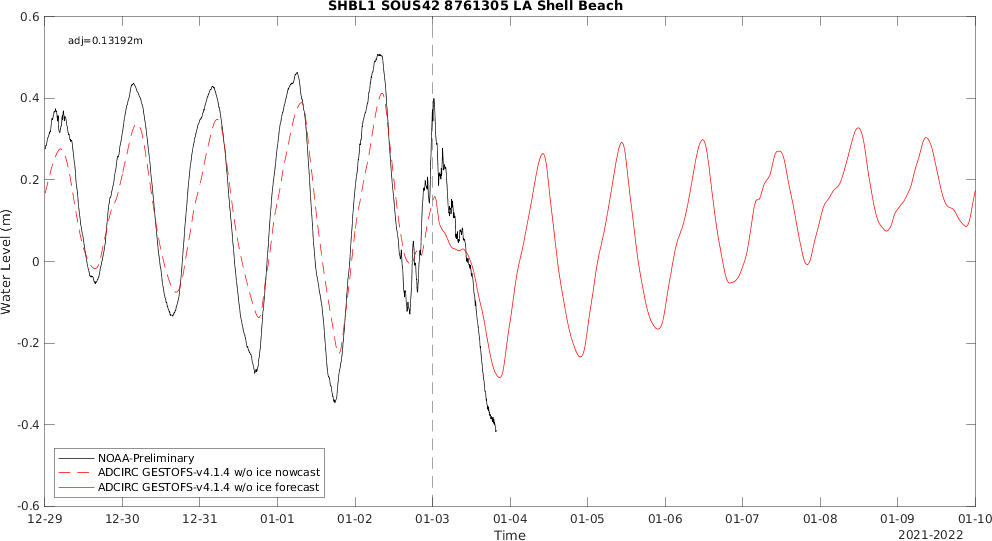 SHBL1 SOUS42 8761305 LA Shell Beach
adj=0.13192m
0.6
0.4
0.2
0
-0.2
-0.4
-0.6
Water Level (m)
NOAA-Preliminary
ADCIRC GESTOFS-v4.1.4 w/o ice nowcast
ADCIRC GESTOFS-v4.1.4 w/o ice forecast
12-29 12-30 12-31 01-01 01-02 01-03 01-04 01-05 01-06 01-07 01-08 01-09 01-10
Time
2021-2022